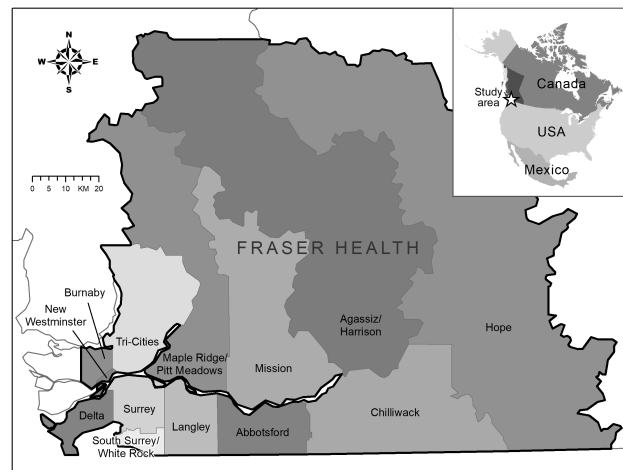 N
W E
S
0 5 10 KM 20
Canada
Study
area
USA
Mexico
FRASER HEALTH
Burnaby
New
Westminster
Tri-Cities
Maple Ridge/
Pitt Meadows
Mission
Agassiz/
Harrison
Hope
Delta
Surrey
South Surrey/
White Rock
Langley
Abbotsford
Chilliwack